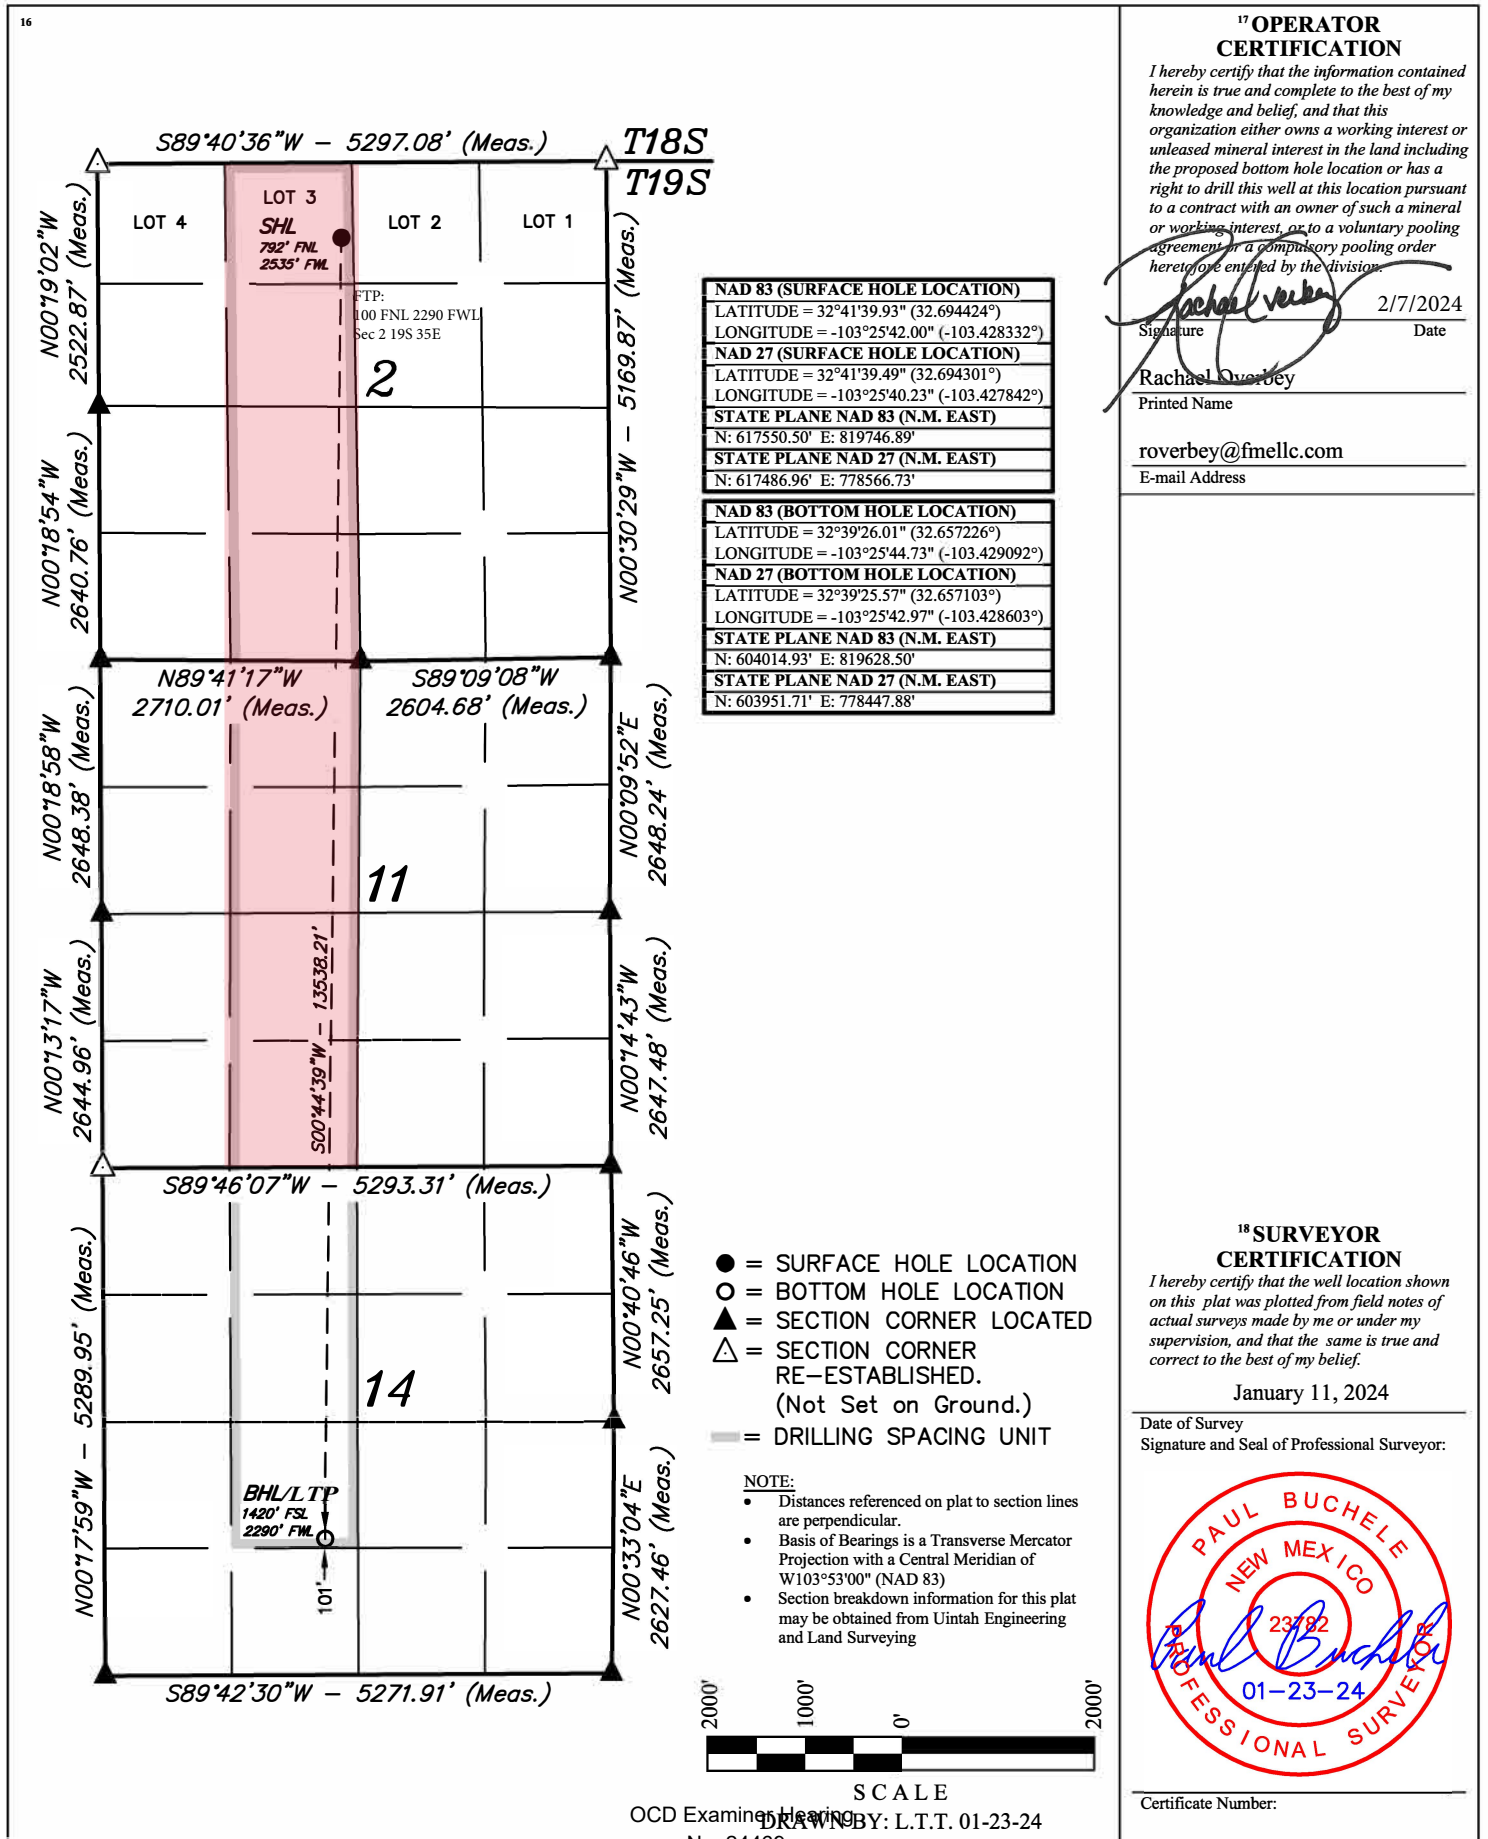 16
S89°40'36"W – 5297.08' (Meas.)
T18S
T19S
LOT 4
LOT 3
LOT 2
LOT 1
SHL
792' FNL
2535' FWL
FTP:
100 FNL 2290 FWL
Sec 2 19S 35E
2
N00°19'02"W
2522.87' (Meas.)
N00°18'54"W
2640.76' (Meas.)
N00°30'29"W – 5169.87' (Meas.)
N89°41'17"W
2710.01' (Meas.)
S89°09'08"W
2604.68' (Meas.)
N00°18'58"W
2648.38' (Meas.)
N00°09'52"E
2648.24' (Meas.)
11
N00°13'17"W
2644.96' (Meas.)
S00°44'39"W – 13538.21'
N00°14'43"W
2647.48' (Meas.)
S89°46'07"W – 5293.31' (Meas.)
N00°17'59"W – 5289.95' (Meas.)
N00°40'46"W
2657.25' (Meas.)
14
BHL/LTP
1420' FSL
2290' FWL
101'
N00°33'04"E
2627.46' (Meas.)
S89°42'30"W – 5271.91' (Meas.)
NAD 83 (SURFACE HOLE LOCATION)
LATITUDE = 32°41'39.93" (32.694424°)
LONGITUDE = -103°25'42.00" (-103.428332°)
NAD 27 (SURFACE HOLE LOCATION)
LATITUDE = 32°41'39.49" (32.694301°)
LONGITUDE = -103°25'40.23" (-103.427842°)
STATE PLANE NAD 83 (N.M. EAST)
N: 617550.50' E: 819746.89'
STATE PLANE NAD 27 (N.M. EAST)
N: 617486.96' E: 778566.73'
NAD 83 (BOTTOM HOLE LOCATION)
LATITUDE = 32°39'26.01" (32.657226°)
LONGITUDE = -103°25'44.73" (-103.429092°)
NAD 27 (BOTTOM HOLE LOCATION)
LATITUDE = 32°39'25.57" (32.657103°)
LONGITUDE = -103°25'42.97" (-103.428603°)
STATE PLANE NAD 83 (N.M. EAST)
N: 604014.93' E: 819628.50'
STATE PLANE NAD 27 (N.M. EAST)
N: 603951.71' E: 778447.88'
= SURFACE HOLE LOCATION
= BOTTOM HOLE LOCATION
= SECTION CORNER LOCATED
= SECTION CORNER
RE-ESTABLISHED.
(Not Set on Ground.)
= DRILLING SPACING UNIT
NOTE:
• Distances referenced on plat to section lines
are perpendicular.
• Basis of Bearings is a Transverse Mercator
Projection with a Central Meridian of
W103°53'00" (NAD 83)
• Section breakdown information for this plat
may be obtained from Uintah Engineering
and Land Surveying
2000'
1000'
0'
2000'
SCALE
OCD Examiner Hearing
DRAWN BY: L.T.T. 01-23-24
17 OPERATOR
CERTIFICATION
I hereby certify that the information contained
herein is true and complete to the best of my
knowledge and belief, and that this
organization either owns a working interest or
unleased mineral interest in the land including
the proposed bottom hole location or has a
right to drill this well at this location pursuant
to a contract with an owner of such a mineral
or working interest, or to a voluntary pooling
agreement or a compulsory pooling order
heretofore entered by the division.
Rachael Overbey
2/7/2024
Signature
Date
Rachael Overbey
Printed Name
roverbey@fmellc.com
E-mail Address
18 SURVEYOR
CERTIFICATION
I hereby certify that the well location shown
on this plat was plotted from field notes of
actual surveys made by me or under my
supervision, and that the same is true and
correct to the best of my belief.
January 11, 2024
Date of Survey
Signature and Seal of Professional Surveyor:
PAUL BUCHELE
NEW MEXICO
23782
Paul Buchele
01-23-24
PROFESSIONAL SURVEYOR
Certificate Number: